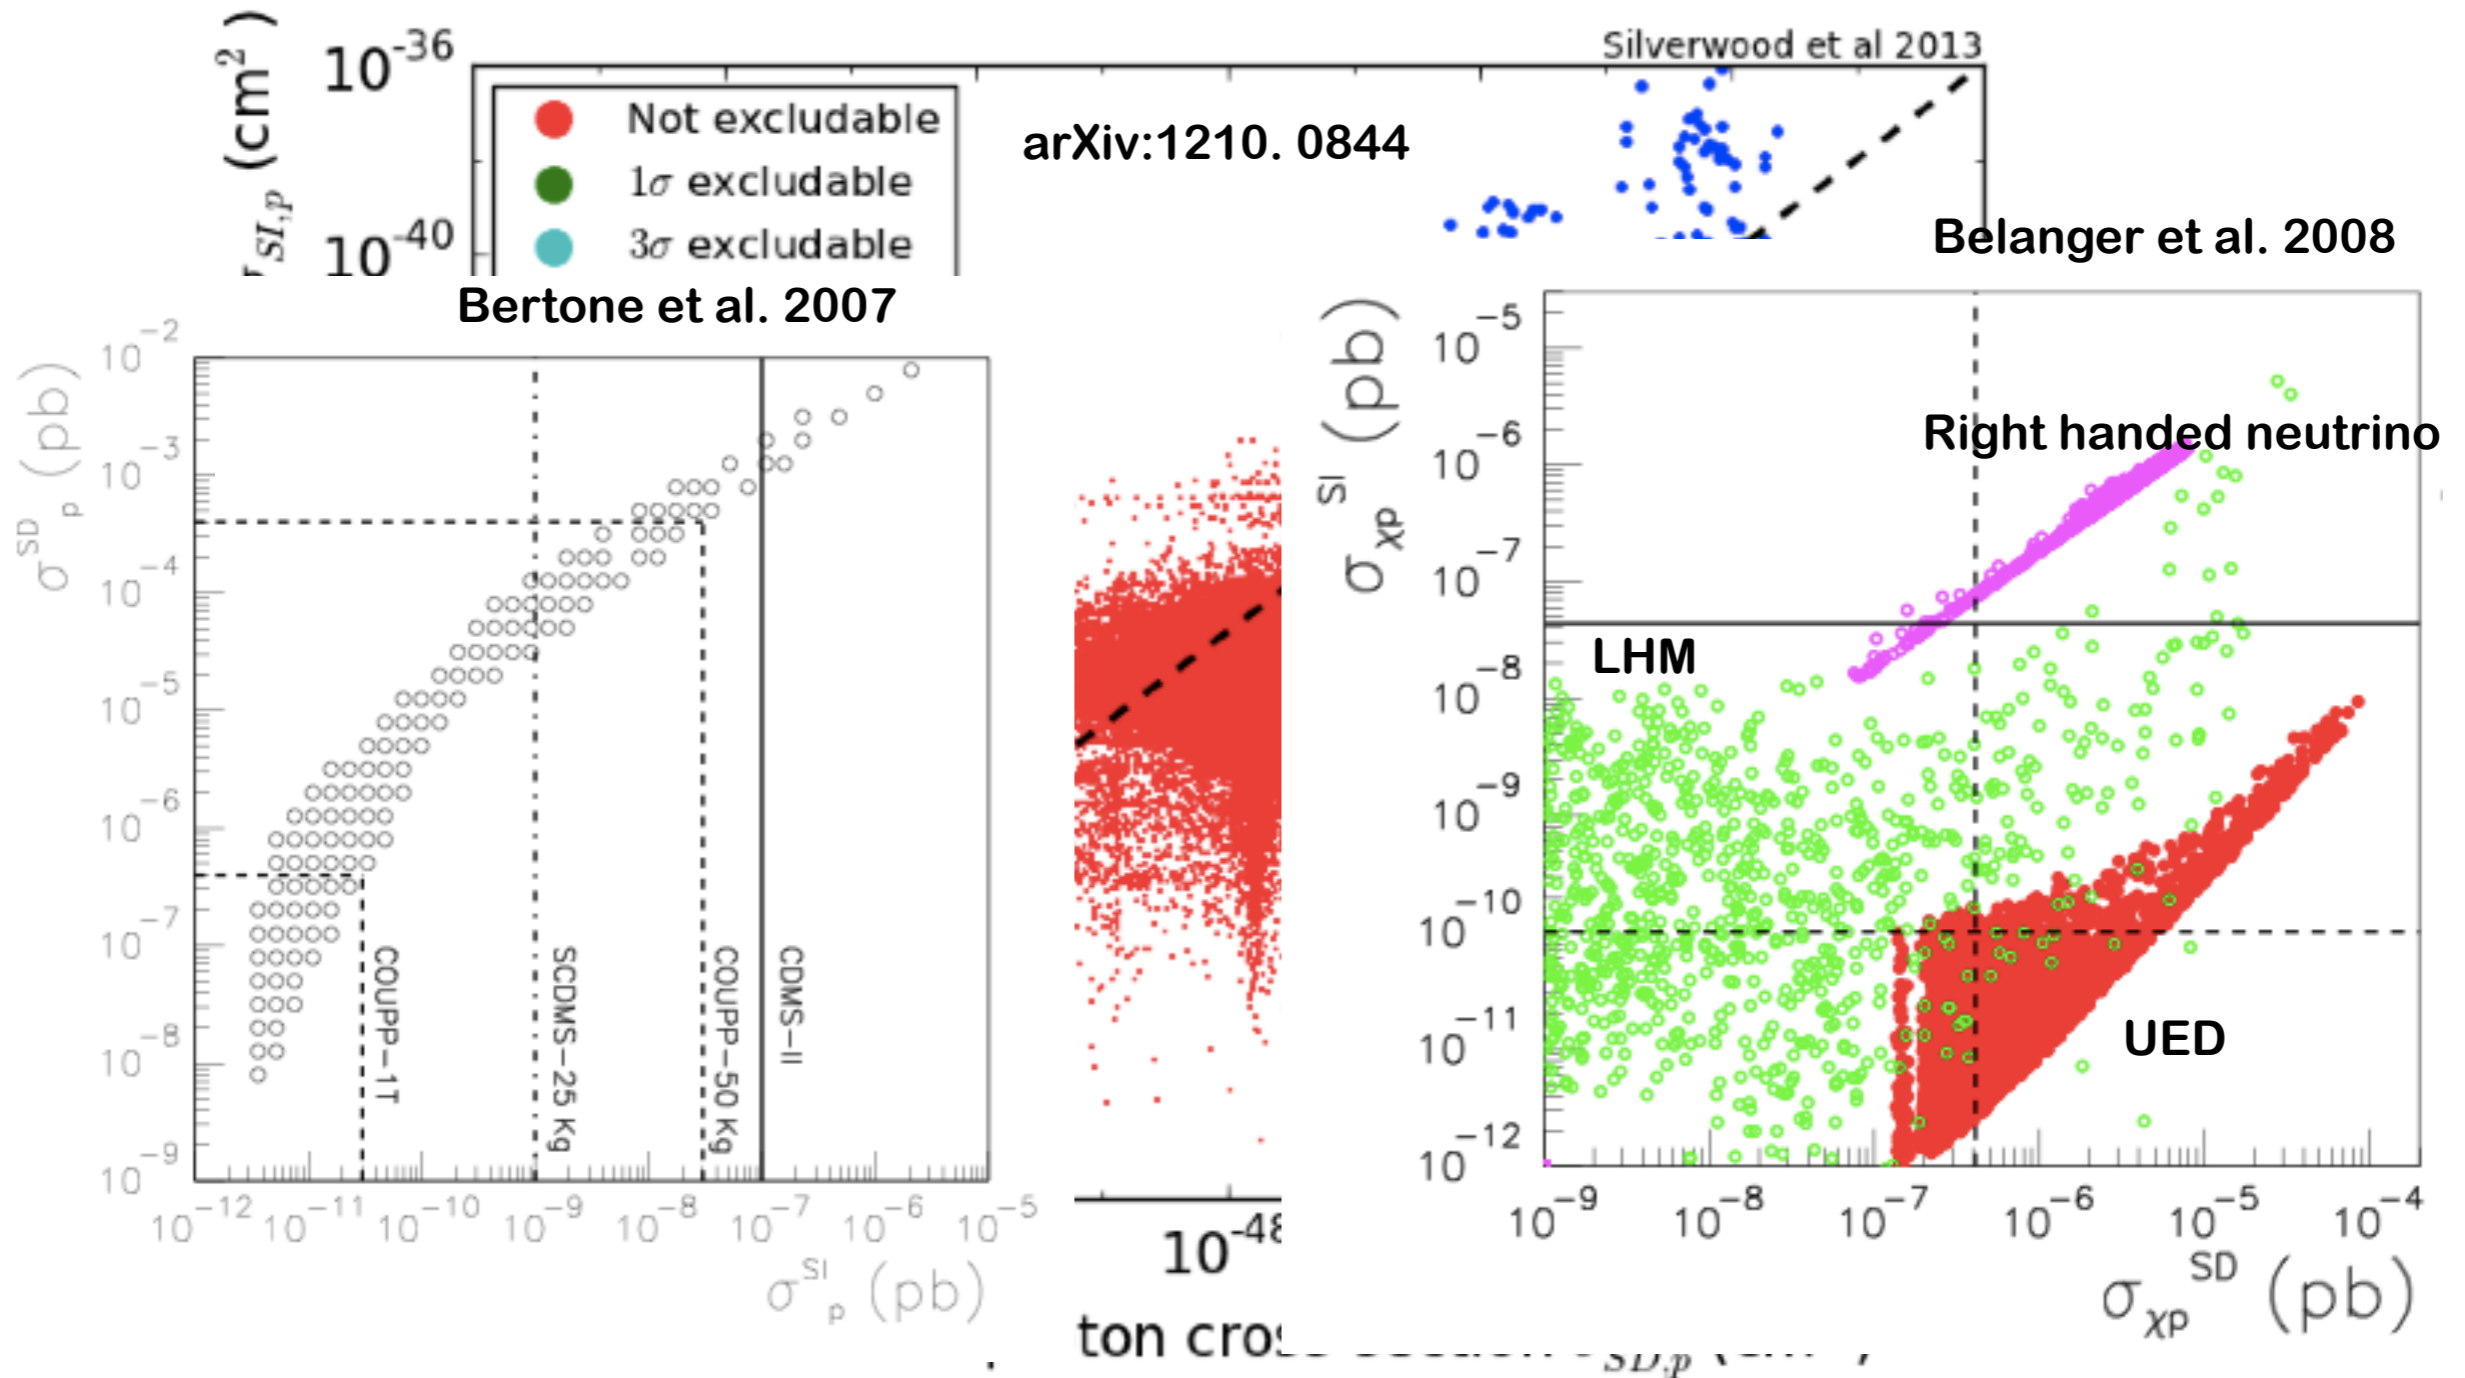 Silverwood et al 2013
(cm²)
10⁻³⁶
Not excludable
arXiv:1210. 0844
1σ excludable
SI,p
10⁻⁴⁰
3σ excludable
Belanger et al. 2008
Bertone et al. 2007
σ^SD_p (pb)
10⁻²
10⁻³
10⁻⁴
10⁻⁵
10⁻⁶
10⁻⁷
10⁻⁸
10⁻⁹
COUPP-1T
SCDMS-25 Kg
COUPP-50 Kg
CDMS-II
10⁻¹² 10⁻¹¹ 10⁻¹⁰ 10⁻⁹ 10⁻⁸ 10⁻⁷ 10⁻⁶ 10⁻⁵
σ^SI_p (pb)
10⁻⁴⁸
ton cros
SD,p
σ^SI_χp (pb)
10⁻⁵
10⁻⁶
10⁻⁷
10⁻⁸
10⁻⁹
10⁻¹⁰
10⁻¹¹
10⁻¹²
Right handed neutrino
LHM
UED
10⁻⁹ 10⁻⁸ 10⁻⁷ 10⁻⁶ 10⁻⁵ 10⁻⁴
σ^SD_χp (pb)